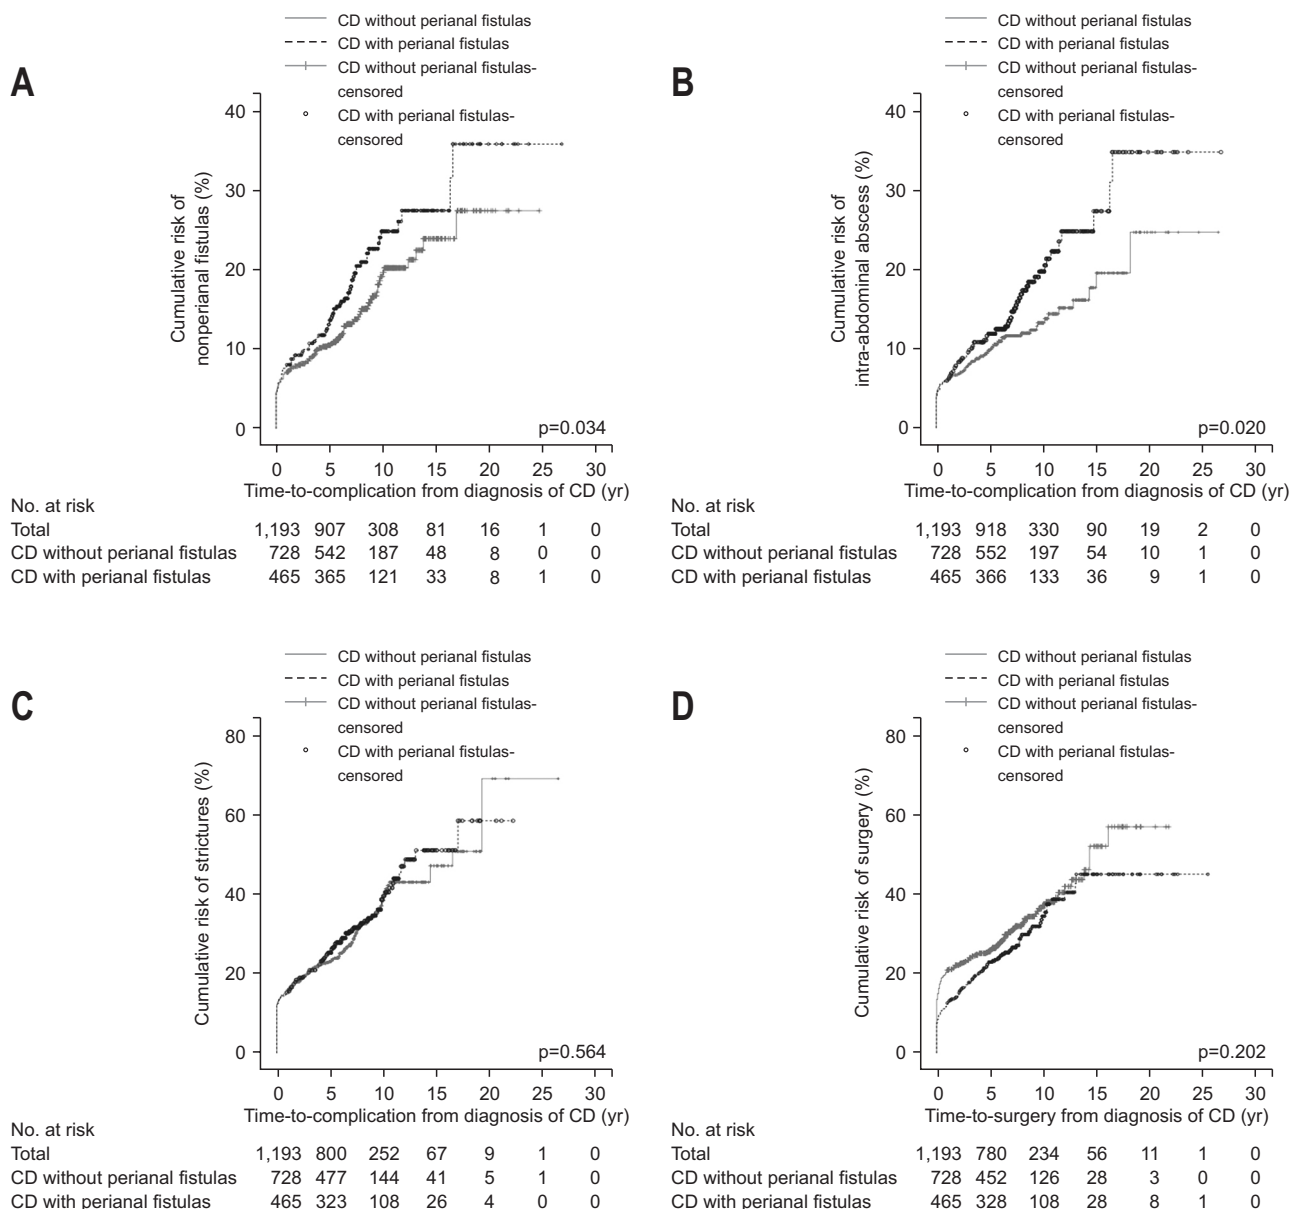 A
CD without perianal fistulas
CD with perianal fistulas
CD without perianal fistulas-
censored
CD with perianal fistulas-
censored
Cumulative risk of
nonperianal fistulas (%)
40
30
20
10
0
p=0.034
0 5 10 15 20 25 30
Time-to-complication from diagnosis of CD (yr)
No. at risk
Total 1,193 907 308 81 16 1 0
CD without perianal fistulas 728 542 187 48 8 0 0
CD with perianal fistulas 465 365 121 33 8 1 0
B
CD without perianal fistulas
CD with perianal fistulas
CD without perianal fistulas-
censored
CD with perianal fistulas-
censored
Cumulative risk of
intra-abdominal abscess (%)
40
30
20
10
0
p=0.020
0 5 10 15 20 25 30
Time-to-complication from diagnosis of CD (yr)
No. at risk
Total 1,193 918 330 90 19 2 0
CD without perianal fistulas 728 552 197 54 10 1 0
CD with perianal fistulas 465 366 133 36 9 1 0
C
CD without perianal fistulas
CD with perianal fistulas
CD without perianal fistulas-
censored
CD with perianal fistulas-
censored
Cumulative risk of strictures (%)
80
60
40
20
0
p=0.564
0 5 10 15 20 25 30
Time-to-complication from diagnosis of CD (yr)
No. at risk
Total 1,193 800 252 67 9 1 0
CD without perianal fistulas 728 477 144 41 5 1 0
CD with perianal fistulas 465 323 108 26 4 0 0
D
CD without perianal fistulas
CD with perianal fistulas
CD without perianal fistulas-
censored
CD with perianal fistulas-
censored
Cumulative risk of surgery (%)
80
60
40
20
0
p=0.202
0 5 10 15 20 25 30
Time-to-surgery from diagnosis of CD (yr)
No. at risk
Total 1,193 780 234 56 11 1 0
CD without perianal fistulas 728 452 126 28 3 0 0
CD with perianal fistulas 465 328 108 28 8 1 0